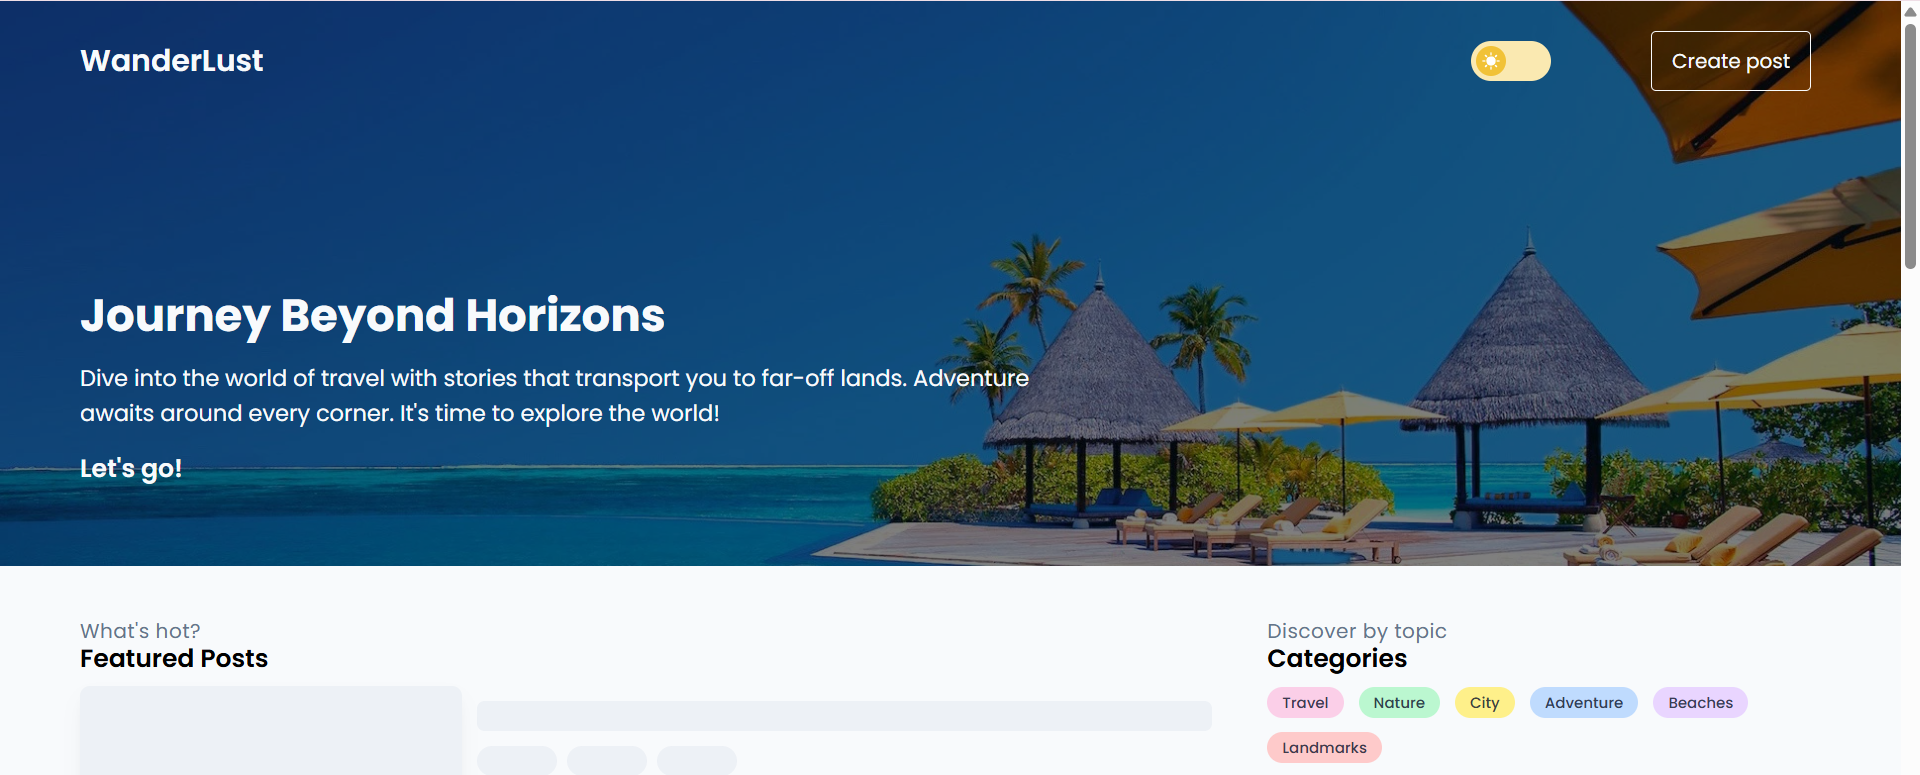 WanderLust
Create post
Journey Beyond Horizons
Dive into the world of travel with stories that transport you to far-off lands. Adventure
awaits around every corner. It's time to explore the world!
Let's go!
What's hot?
Featured Posts
Discover by topic
Categories
Travel Nature City Adventure Beaches
Landmarks